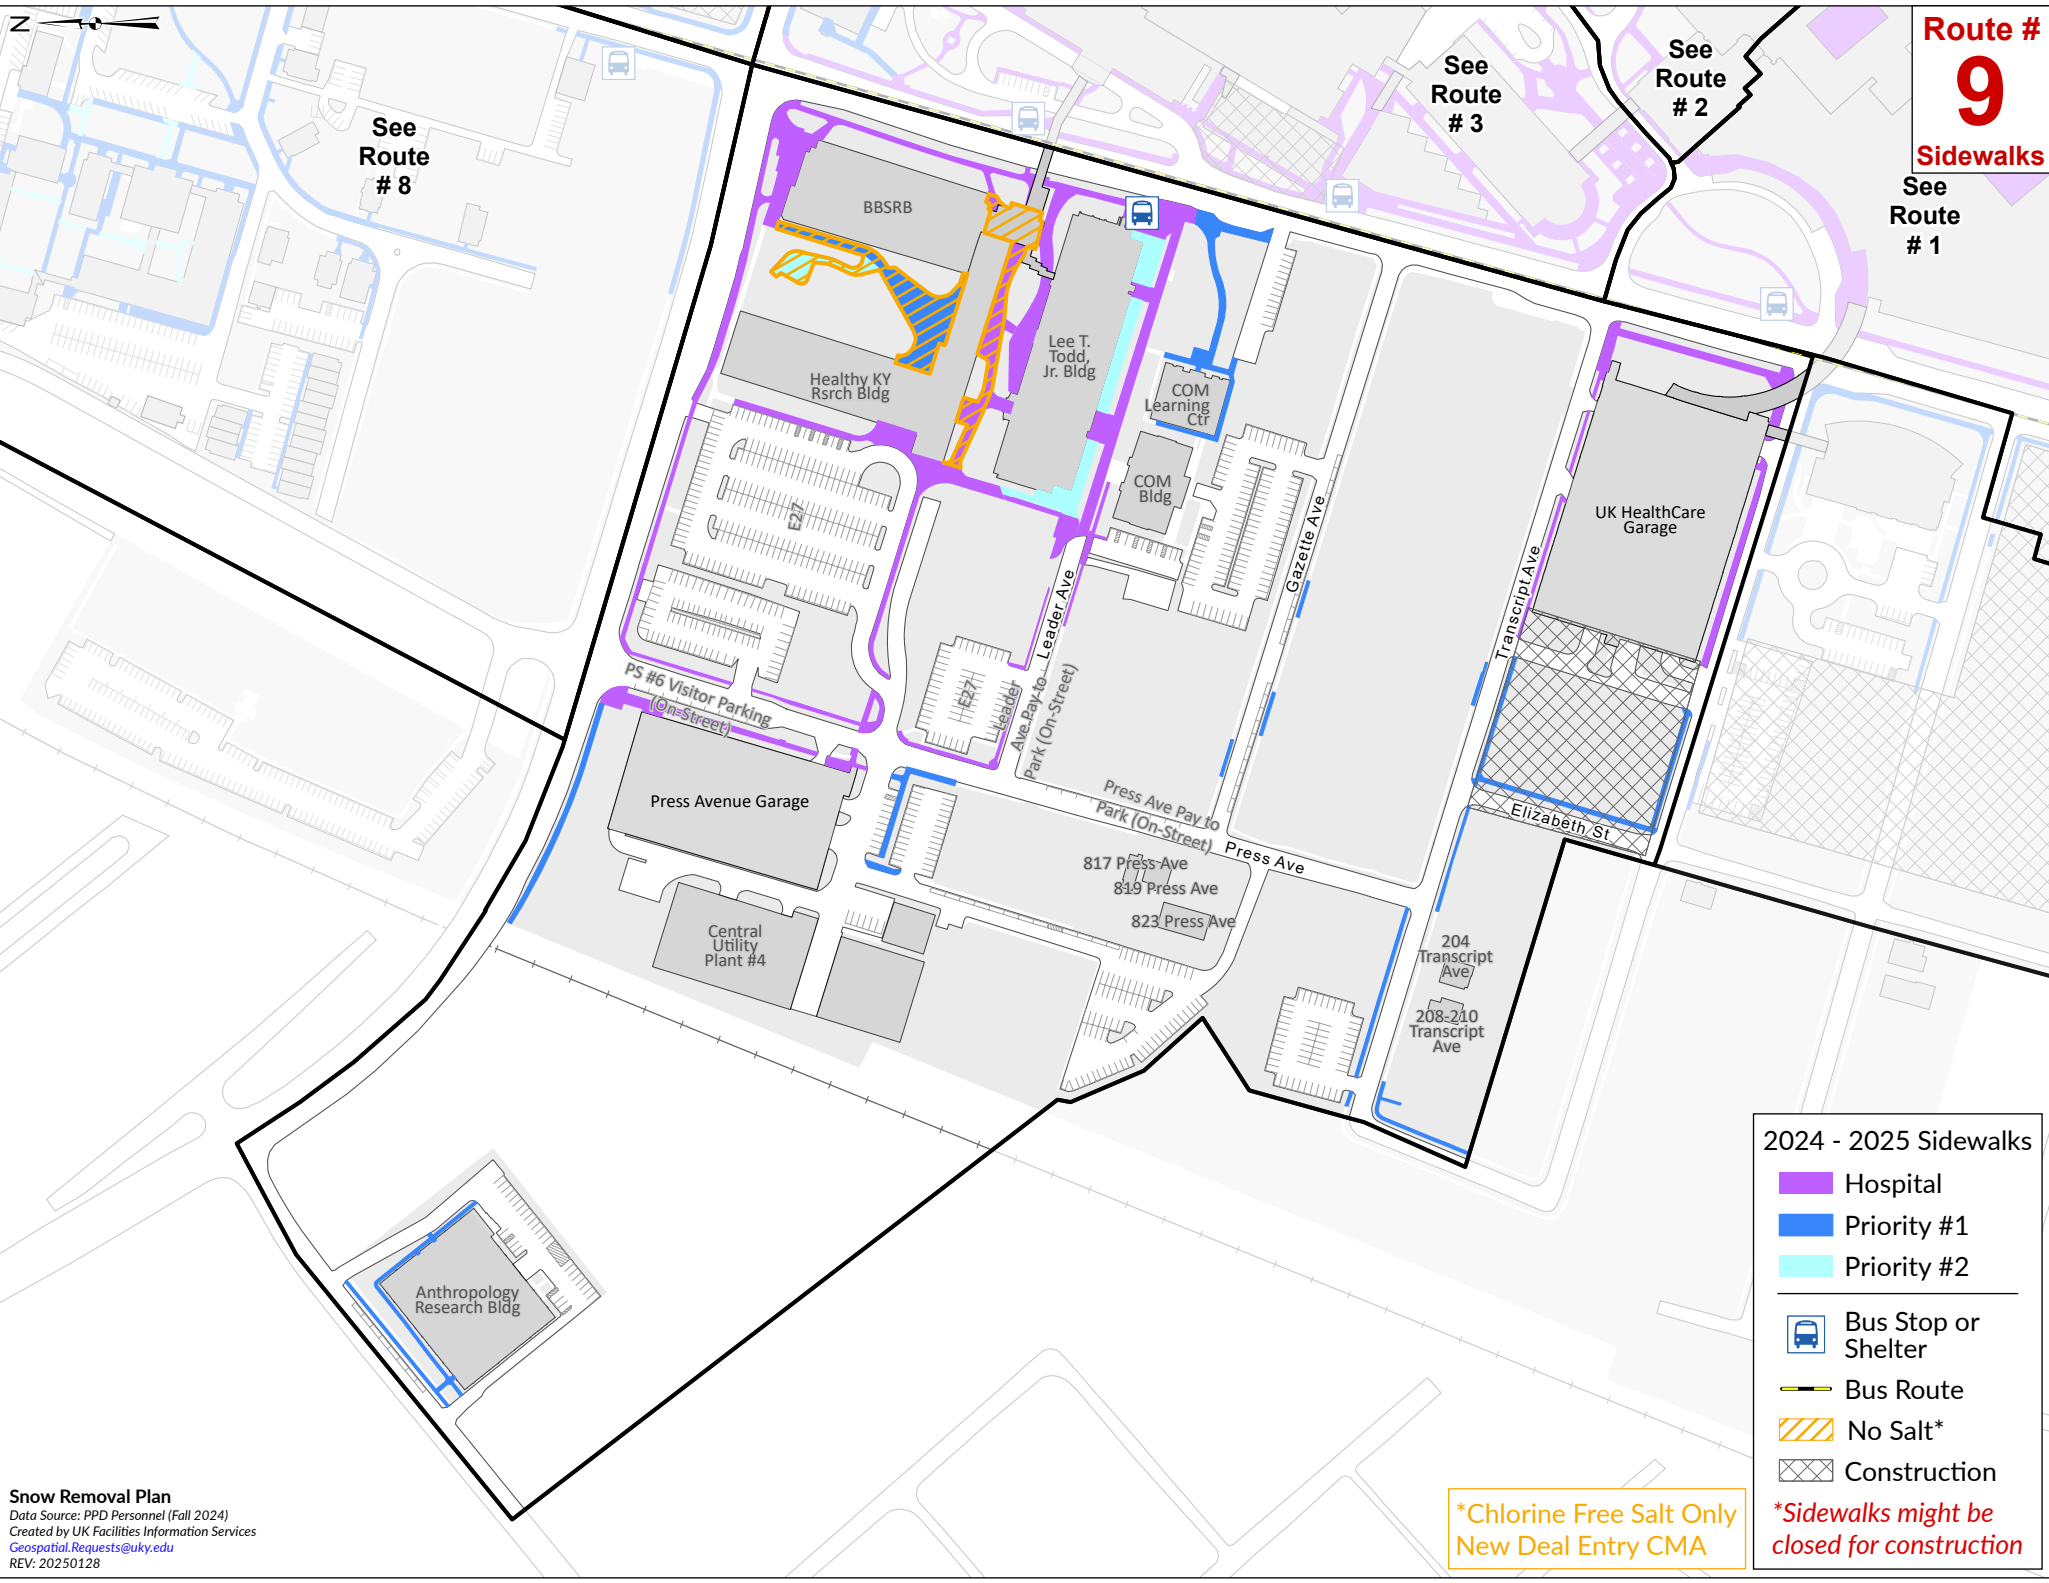 N
Route #
9
Sidewalks
See
Route
# 8
See
Route
# 3
See
Route
# 2
See
Route
# 1
BBSRB
Healthy KY
Rsrch Bldg
Lee T.
Todd,
Jr. Bldg
COM
Learning
Ctr
COM
Bldg
UK HealthCare
Garage
E27
E27
Gazette Ave
Transcript Ave
Leader Ave
Leader
Ave Pay to
Park (On-Street)
PS #6 Visitor Parking
(On-Street)
Press Avenue Garage
Press Ave Pay to
Park (On-Street)
Press Ave
Elizabeth St
817 Press Ave
819 Press Ave
823 Press Ave
Central
Utility
Plant #4
204
Transcript
Ave
208-210
Transcript
Ave
Anthropology
Research Bldg
2024 - 2025 Sidewalks
Hospital
Priority #1
Priority #2
Bus Stop or
Shelter
Bus Route
No Salt*
Construction
*Sidewalks might be
closed for construction
*Chlorine Free Salt Only
New Deal Entry CMA
Snow Removal Plan
Data Source: PPD Personnel (Fall 2024)
Created by UK Facilities Information Services
Geospatial.Requests@uky.edu
REV: 20250128